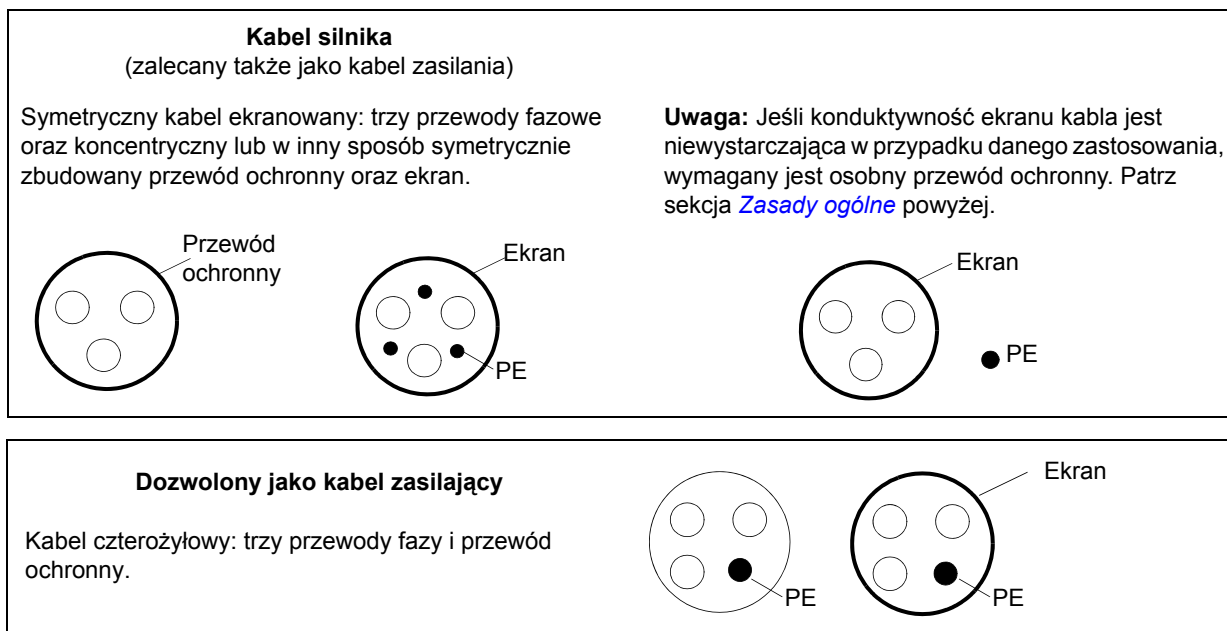 Kabel silnika
(zalecany także jako kabel zasilania)
Symetryczny kabel ekranowany: trzy przewody fazowe
oraz koncentryczny lub w inny sposób symetrycznie
zbudowany przewód ochronny oraz ekran.
Uwaga: Jeśli konduktywność ekranu kabla jest
niewystarczająca w przypadku danego zastosowania,
wymagany jest osobny przewód ochronny. Patrz
sekcja Zasady ogólne powyżej.
Przewód
ochronny
Ekran
PE
Ekran
PE
Dozwolony jako kabel zasilający
Kabel czterożyłowy: trzy przewody fazy i przewód
ochronny.
PE
Ekran
PE